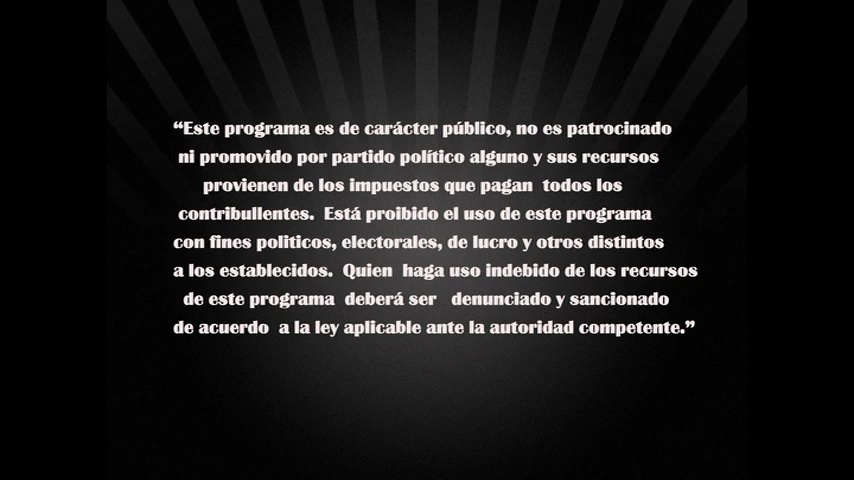 “Este programa es de carácter público, no es patrocinado
ni promovido por partido político alguno y sus recursos
provienen de los impuestos que pagan todos los
contribullentes. Está proibido el uso de este programa
con fines politicos, electorales, de lucro y otros distintos
a los establecidos. Quien haga uso indebido de los recursos
de este programa deberá ser denunciado y sancionado
de acuerdo a la ley aplicable ante la autoridad competente.”